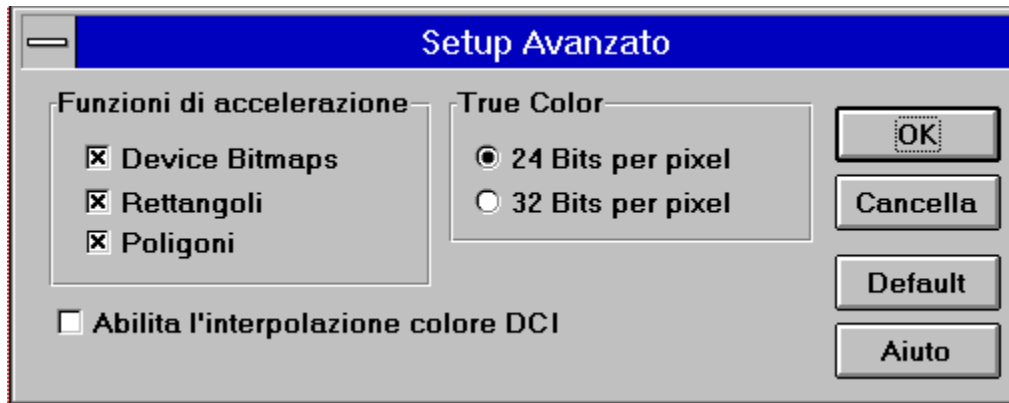 Setup Avanzato
Funzioni di accelerazione
Device Bitmaps
Rettangoli
Poligoni
True Color
24 Bits per pixel
32 Bits per pixel
Abilita l'interpolazione colore DCI
OK
Cancella
Default
Aiuto